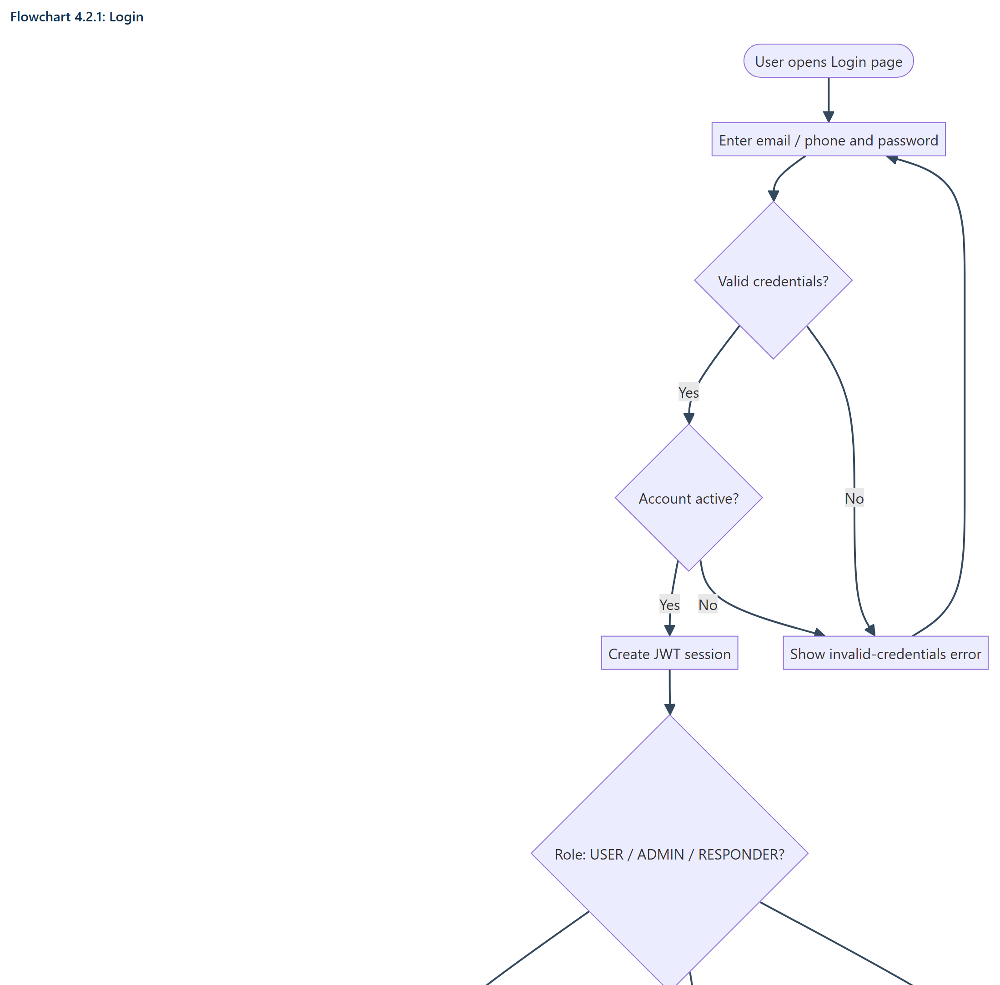 Flowchart 4.2.1: Login
User opens Login page
Enter email / phone and password
Valid credentials?
Yes
Account active?
No
Yes
No
Create JWT session
Show invalid-credentials error
Role: USER / ADMIN / RESPONDER?